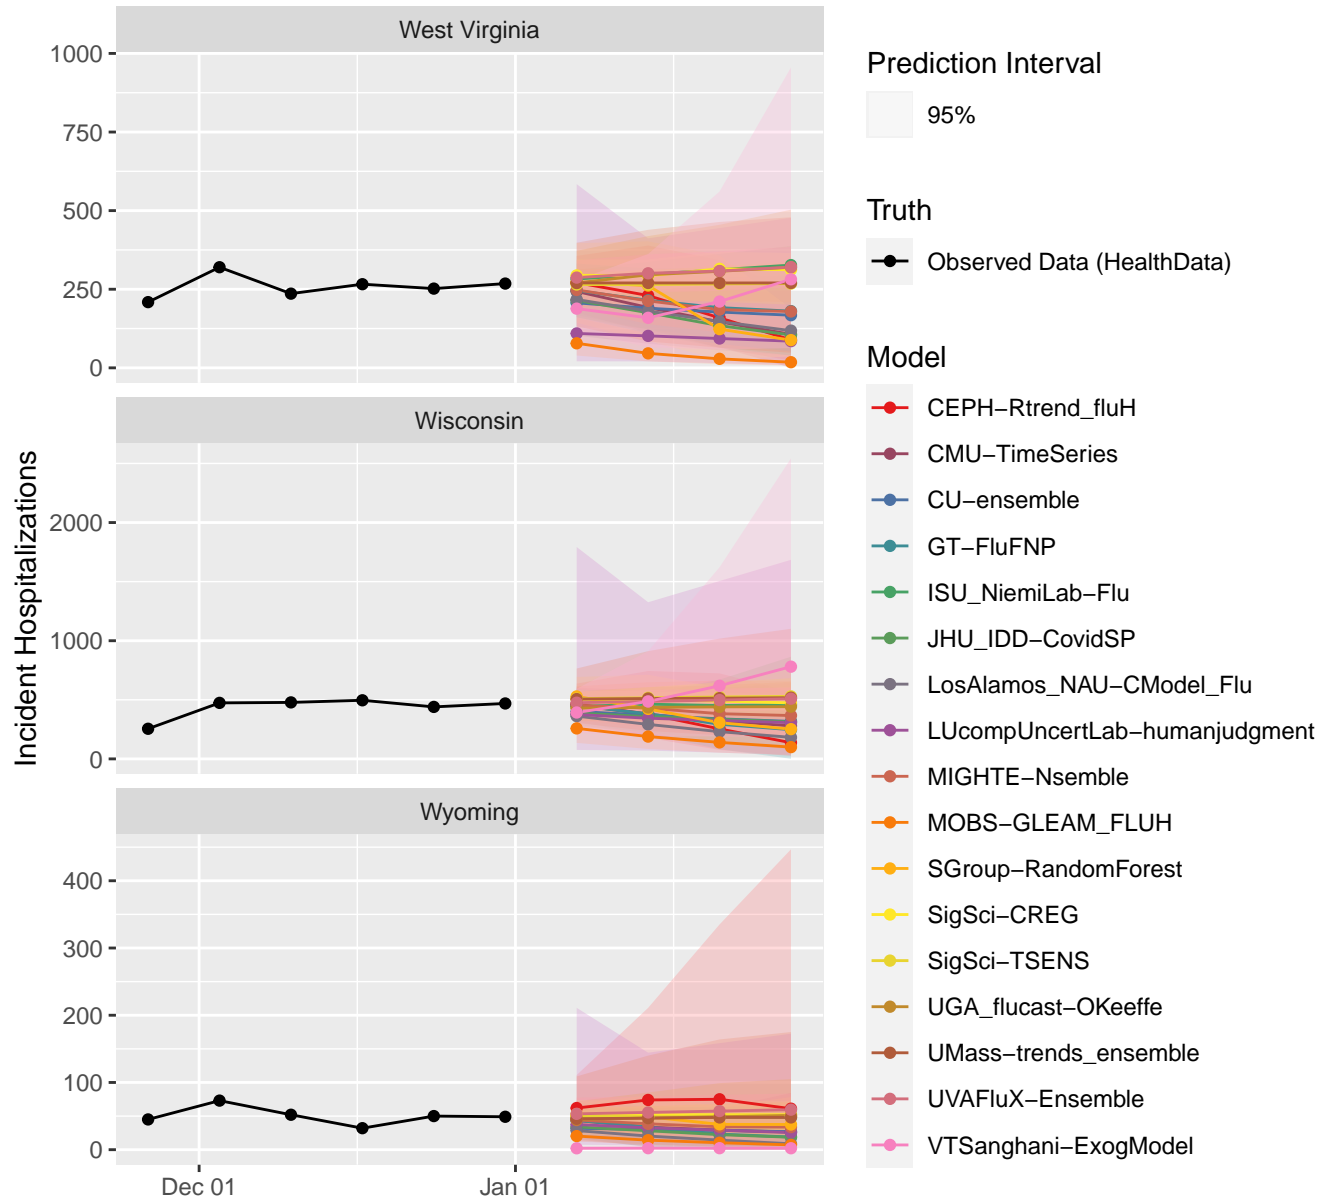 West Virginia
1000
750
500
250
0
Wisconsin
2000
1000
0
Wyoming
400
300
200
100
0
Dec 01
Jan 01
Incident Hospitalizations
Prediction Interval
95%
Truth
Observed Data (HealthData)
Model
CEPH−Rtrend_fluH
CMU−TimeSeries
CU−ensemble
GT−FluFNP
ISU_NiemiLab−Flu
JHU_IDD−CovidSP
LosAlamos_NAU−CModel_Flu
LUcompUncertLab−humanjudgment
MIGHTE−Nsemble
MOBS−GLEAM_FLUH
SGroup−RandomForest
SigSci−CREG
SigSci−TSENS
UGA_flucast−OKeeffe
UMass−trends_ensemble
UVAFluX−Ensemble
VTSanghani−ExogModel